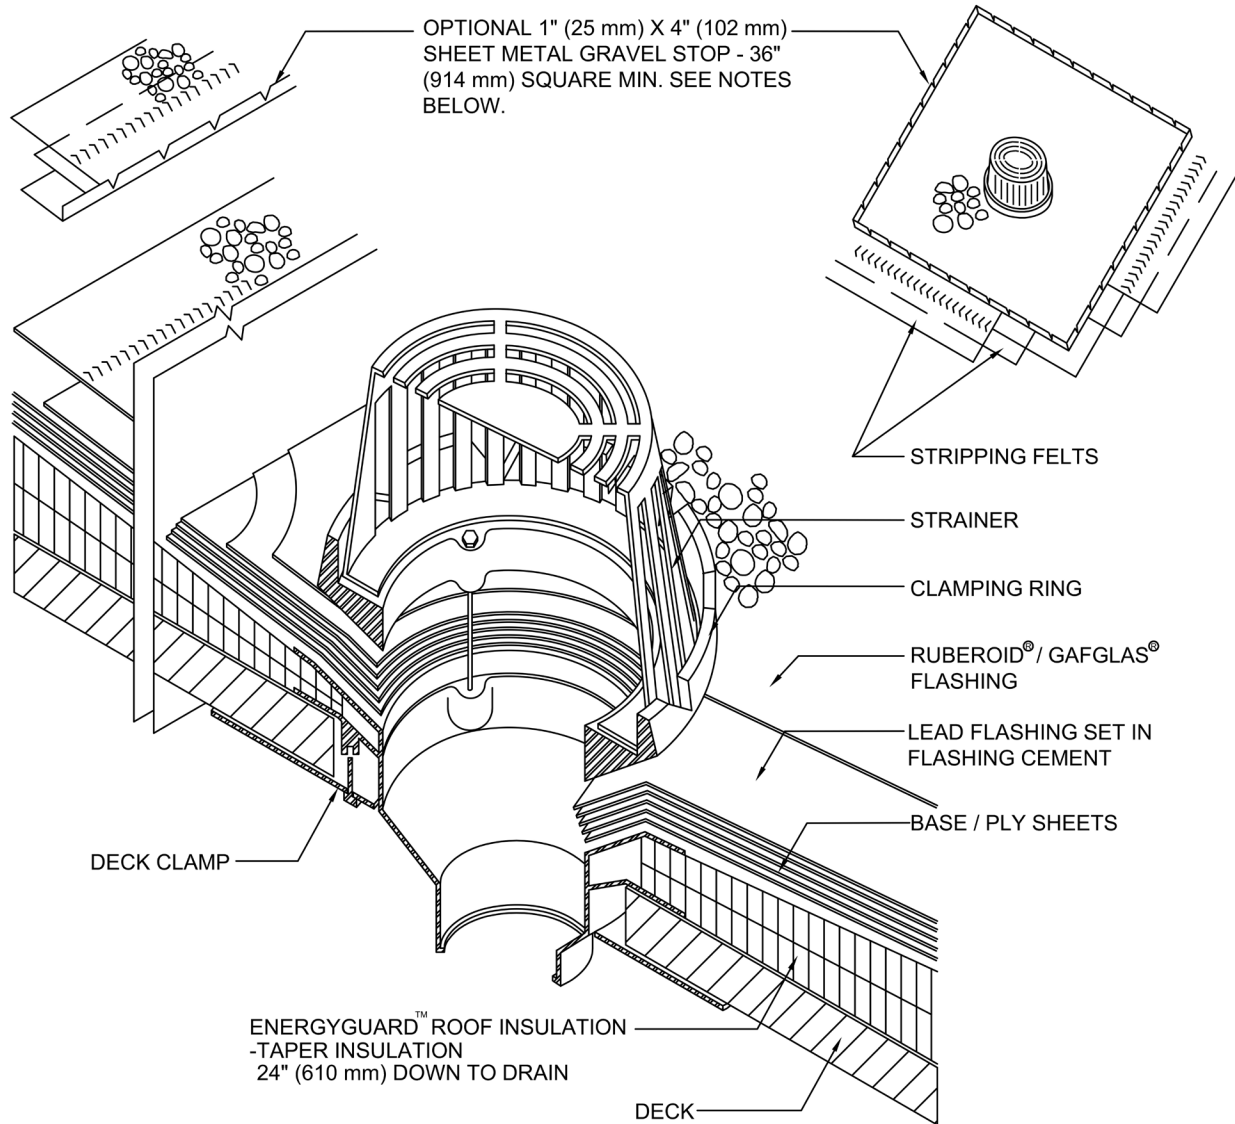 OPTIONAL 1" (25 mm) X 4" (102 mm)
SHEET METAL GRAVEL STOP - 36"
(914 mm) SQUARE MIN. SEE NOTES
BELOW.
STRIPPING FELTS
STRAINER
CLAMPING RING
RUBEROID® / GAFGLAS®
FLASHING
LEAD FLASHING SET IN
FLASHING CEMENT
BASE / PLY SHEETS
DECK CLAMP
ENERGYGUARD™ ROOF INSULATION
-TAPER INSULATION
24" (610 mm) DOWN TO DRAIN
DECK